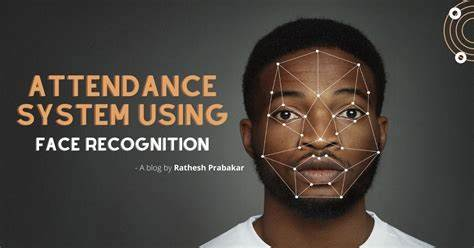 ATTENDANCE
SYSTEM USING
FACE RECOGNITION
- A blog by Rathesh Prabakar